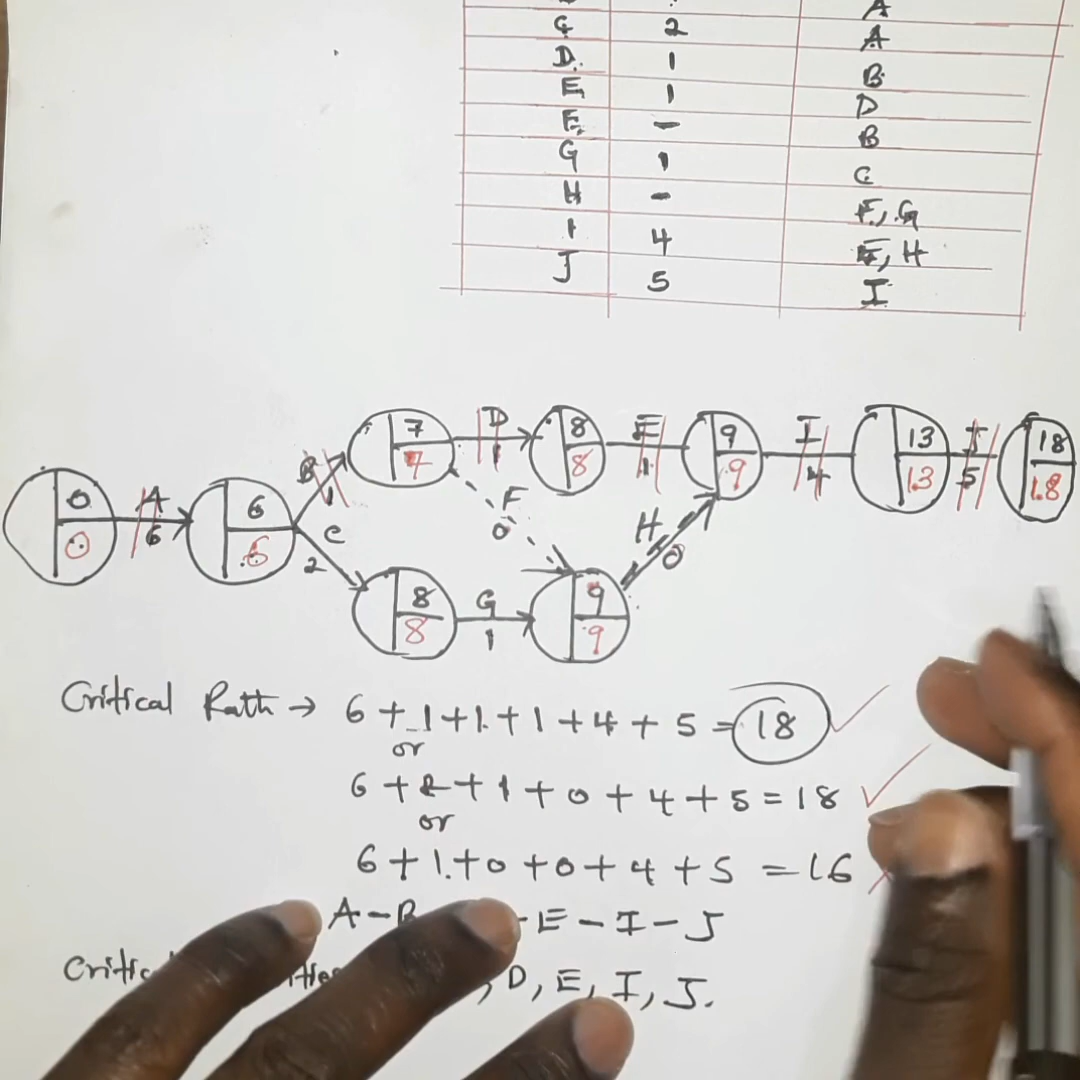 A
C 2 A
D. 1 B
E, 1 D
F, - B
G 1 C
H - F, G
I 4 E, H
J 5 I
7 D 8 E 9 I 13 J 18
7 1 8 1 9 4 13 5 18
B 1
0 A 6 F H
0 6 6 C 0 0
2
8 G 9
8 1 9
Critical Path → 6 + 1 + 1 + 1 + 4 + 5 = 18
or
6 + 2 + 1 + 0 + 4 + 5 = 18
or
6 + 1 + 0 + 0 + 4 + 5 = 16
A - B - E - I - J
D, E, I, J.